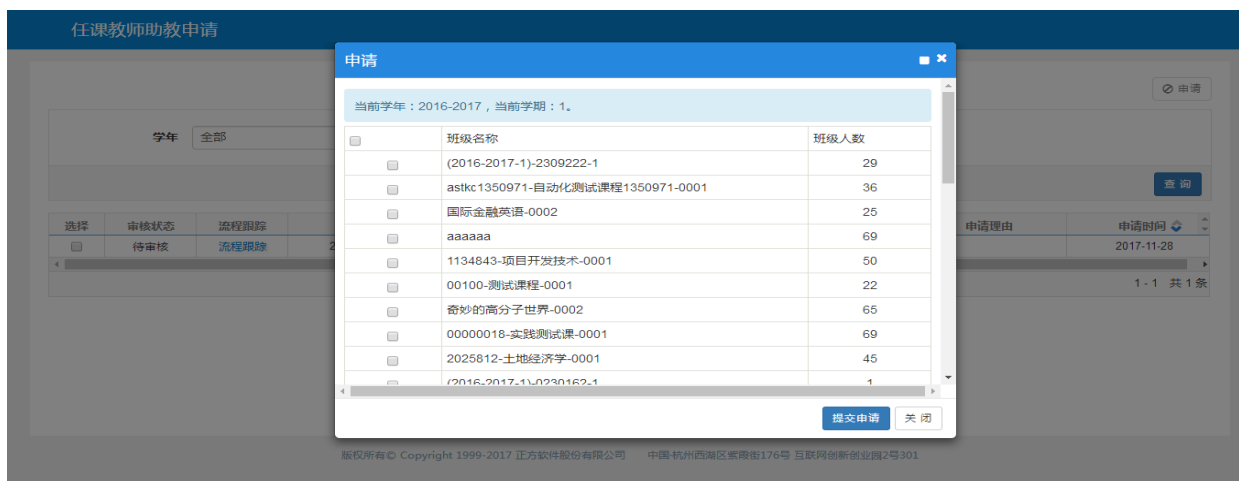 任课教师助教申请
申请
申请
当前学年：2016-2017，当前学期：1。
学年 全部
班级名称 班级人数
(2016-2017-1)-2309222-1 29
astkc1350971-自动化测试课程1350971-0001 36
查询
国际金融英语-0002 25
选择 审核状态 流程跟踪 申请理由 申请时间
aaaaaa 69
待审核 流程跟踪 2 2017-11-28
1134843-项目开发技术-0001 50
00100-测试课程-0001 22
1 - 1 共 1 条
奇妙的高分子世界-0002 65
00000018-实践测试课-0001 69
2025812-土地经济学-0001 45
(2016-2017-1)-0230162-1 1
提交申请 关闭
版权所有© Copyright 1999-2017 正方软件股份有限公司 中国·杭州西湖区紫霞街176号 互联网创新创业园2号301